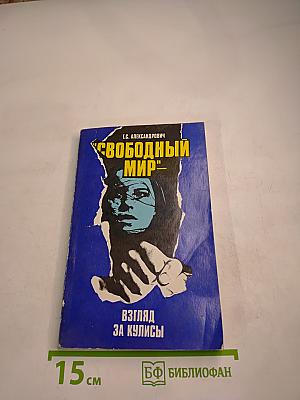 Г.С. АЛЕКСАНДРОВИЧ
"СВОБОДНЫЙ
МИР"—
ВЗГЛЯД
ЗА КУЛИСЫ
15 см
БФ БИБЛИОФАН